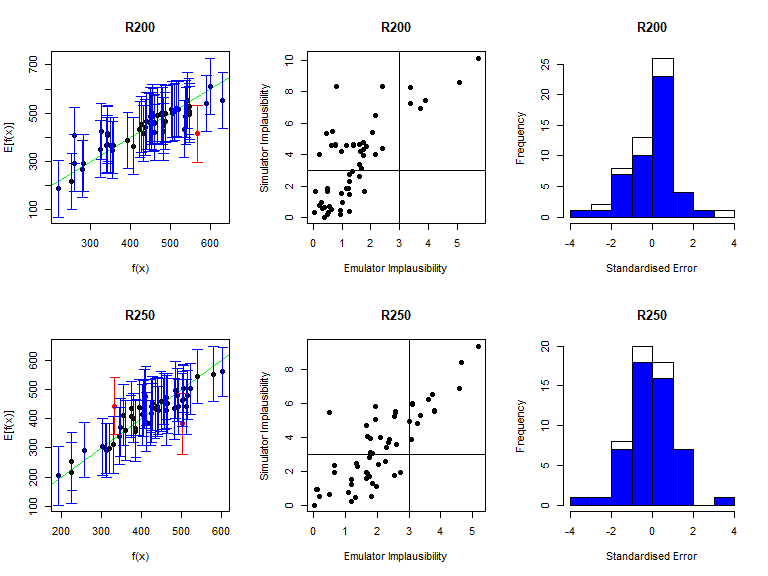 R200
E[f(x)]
700
500
300
100
300 400 500 600
f(x)
R200
Simulator Implausibility
10
8
6
4
2
0
0 1 2 3 4 5
Emulator Implausibility
R200
Frequency
25
20
15
10
5
0
-4 -2 0 2 4
Standardised Error
R250
E[f(x)]
600
500
400
300
200
100
200 300 400 500 600
f(x)
R250
Simulator Implausibility
8
6
4
2
0
0 1 2 3 4 5
Emulator Implausibility
R250
Frequency
20
15
10
5
0
-4 -2 0 2 4
Standardised Error